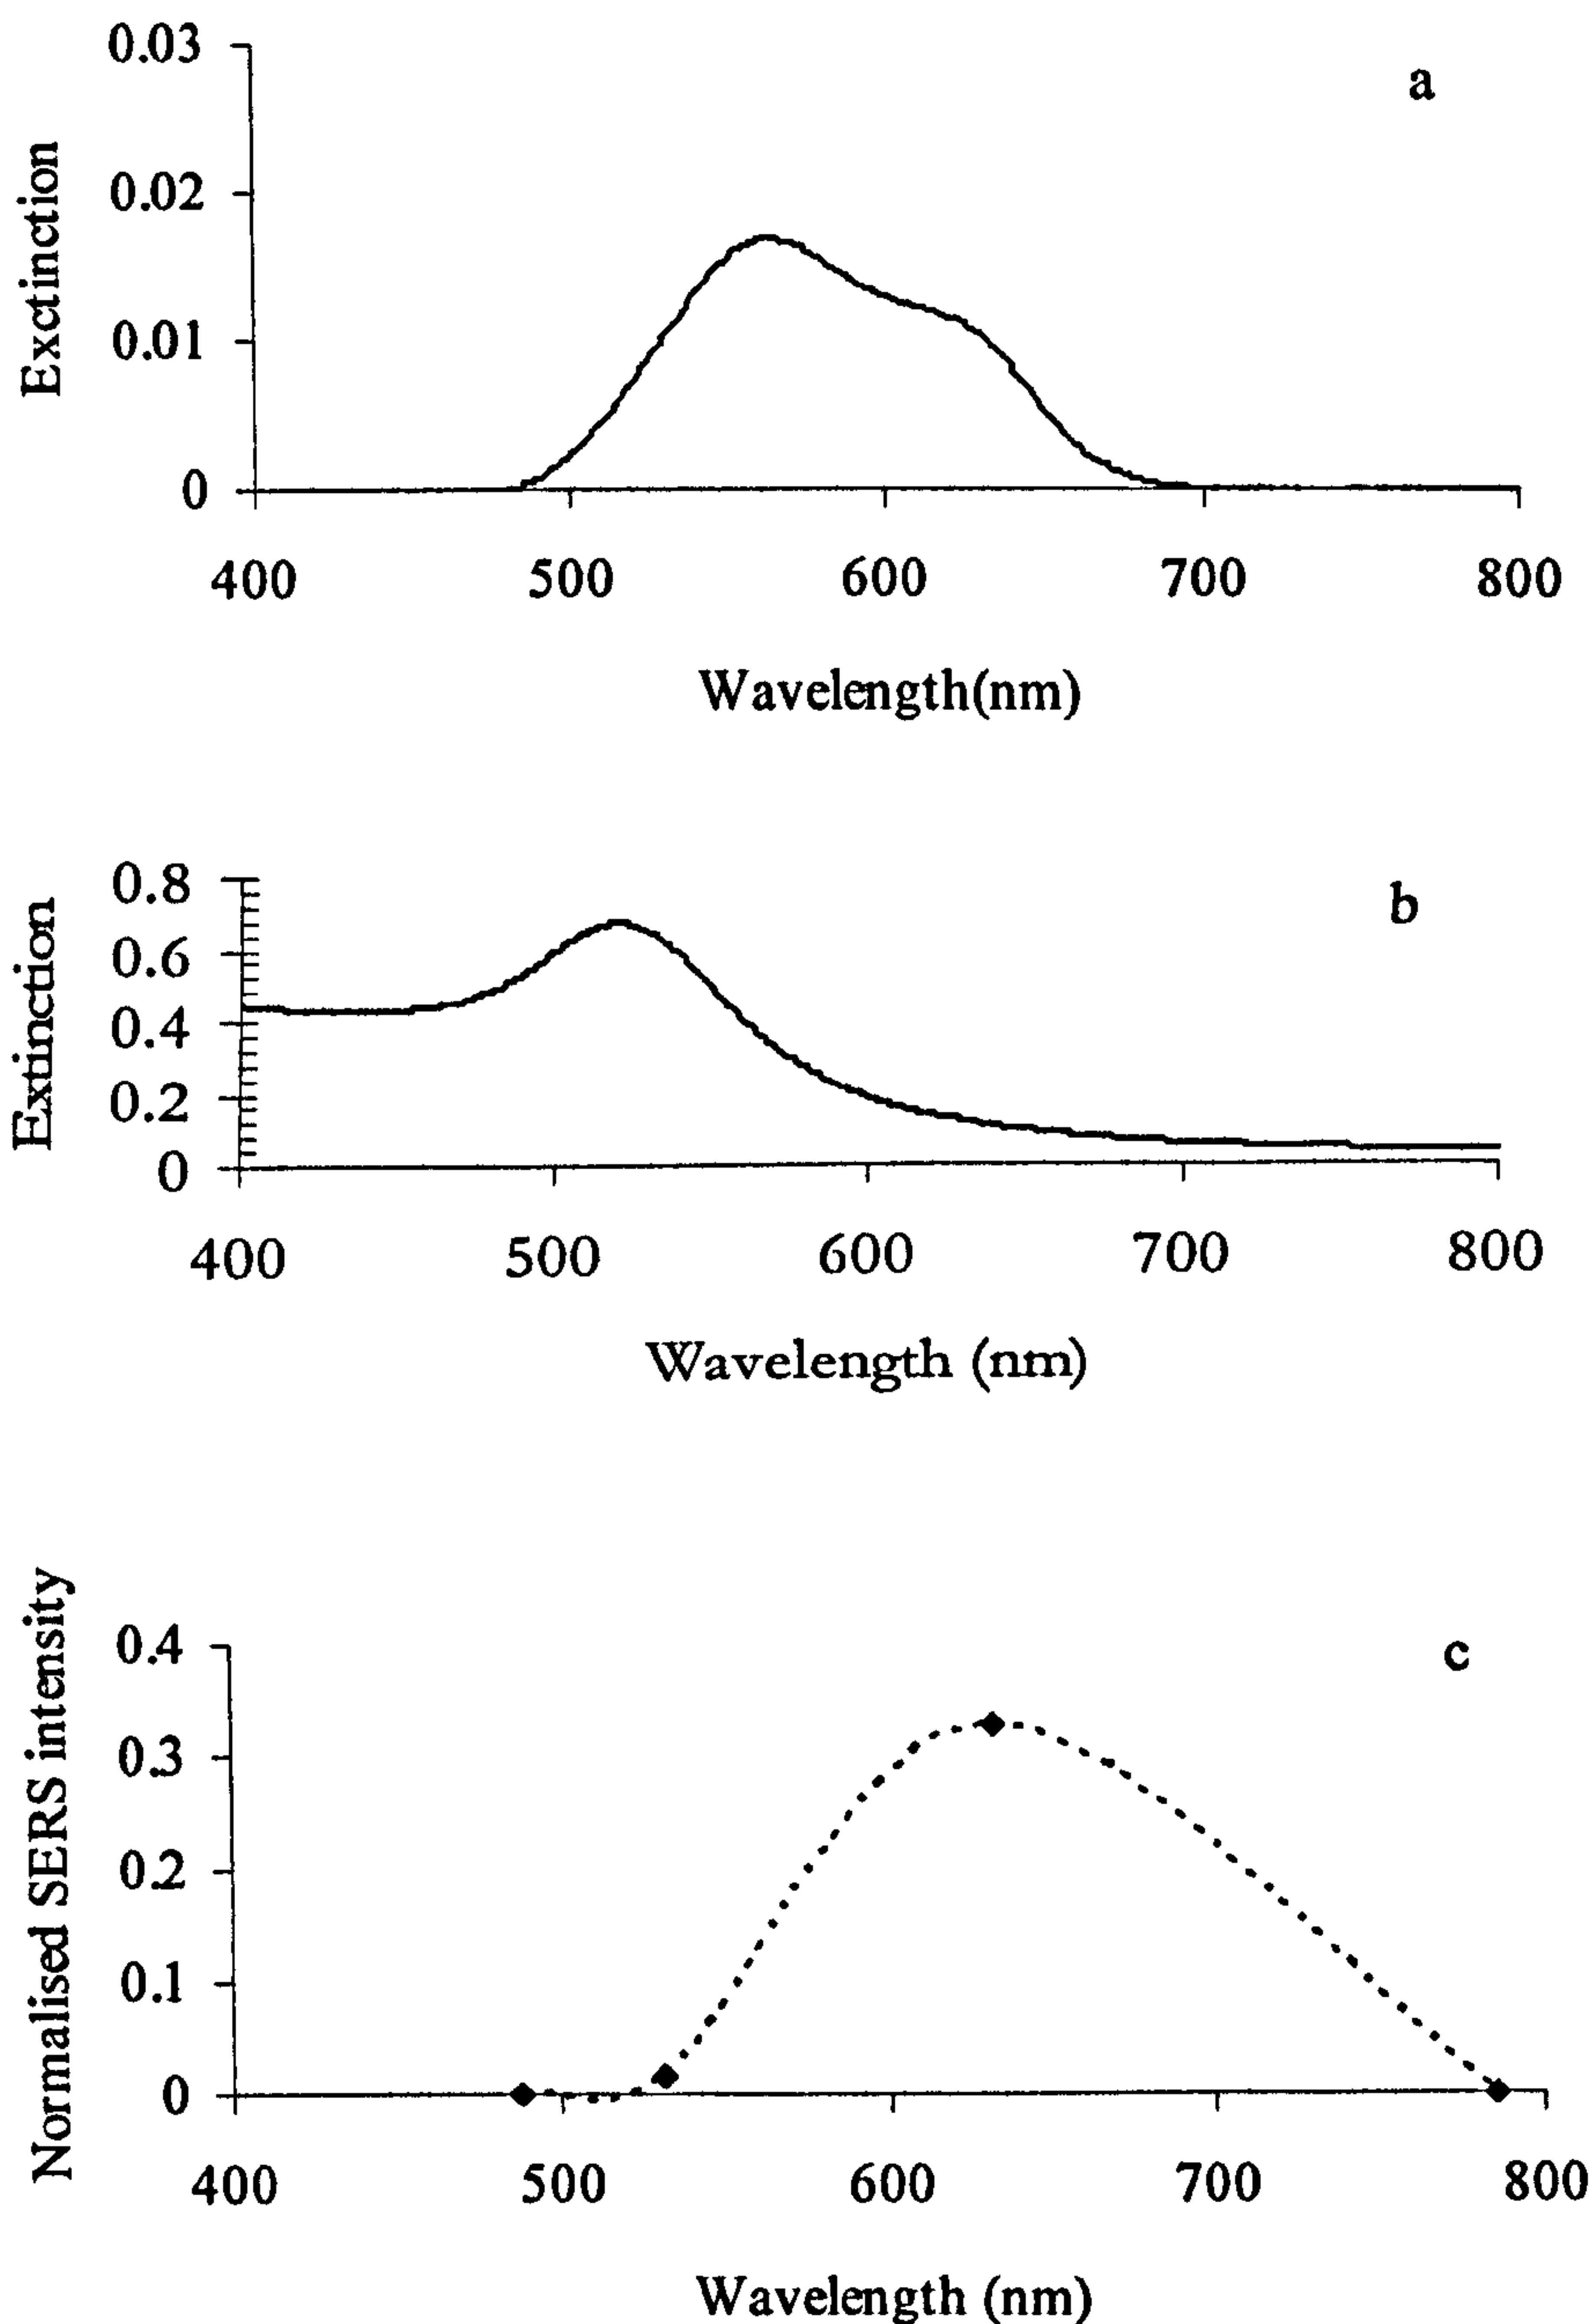 0.03
a
0.02
0.01
0
Exctinction
400 500 600 700 800
Wavelength(nm)
0.8
b
0.6
0.4
0.2
0
Extinction
400 500 600 700 800
Wavelength (nm)
0.4
c
0.3
0.2
0.1
0
Normalised SERS intensity
400 500 600 700 800
Wavelength (nm)